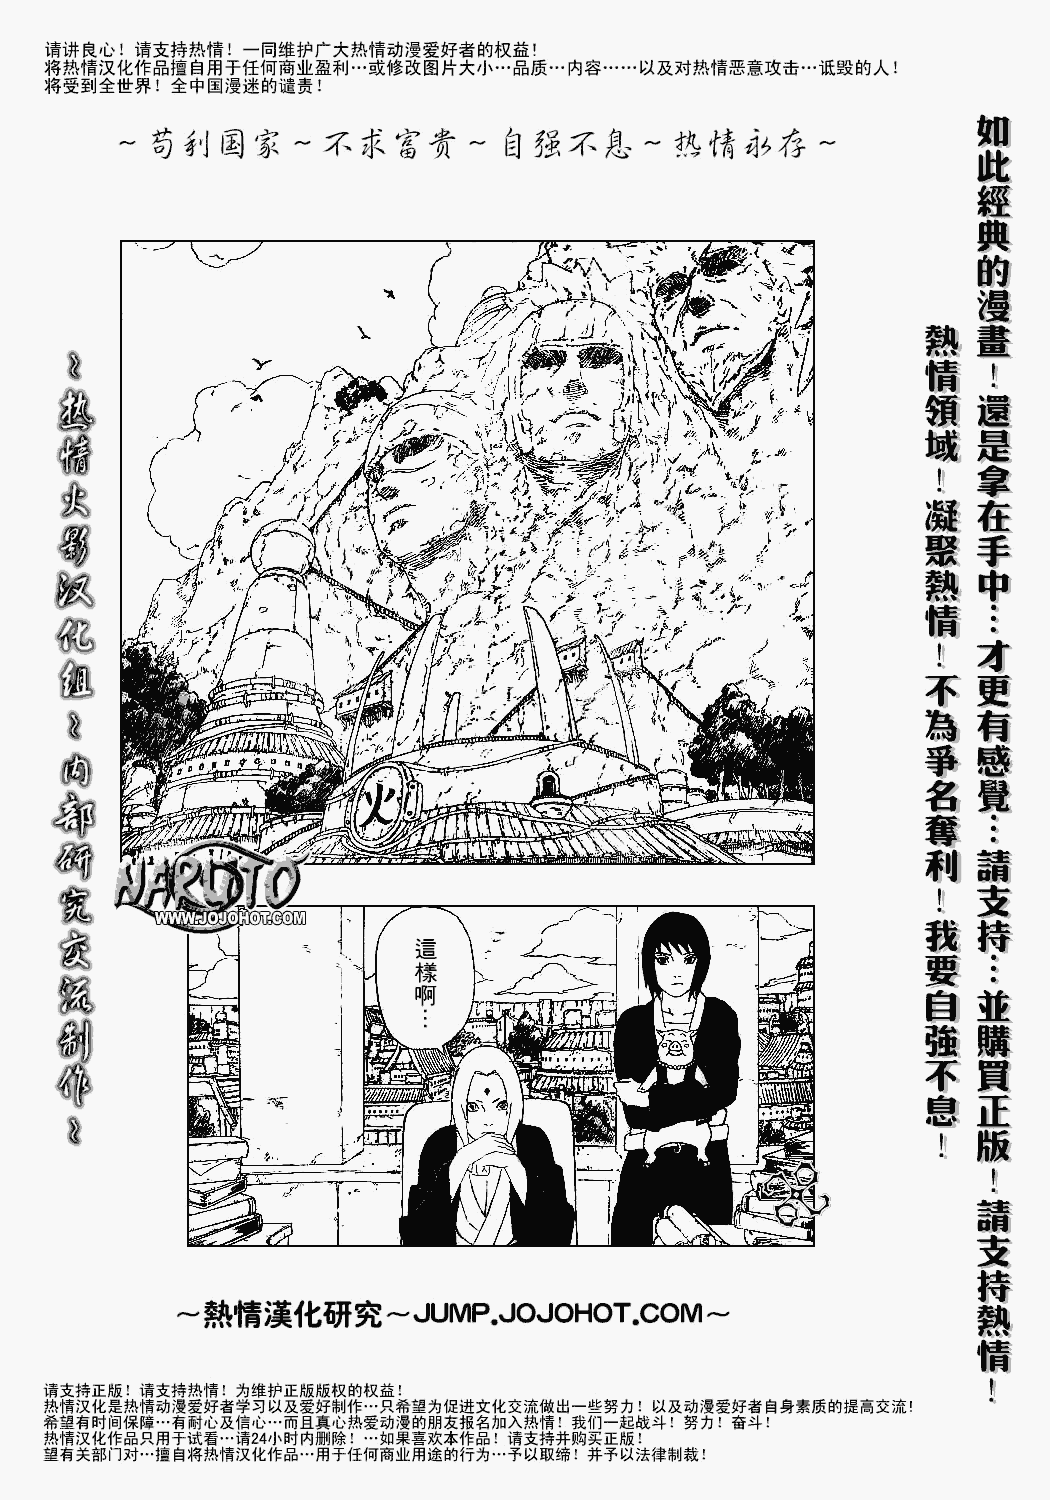 请讲良心！请支持热情！一同维护广大热情动漫爱好者的权益！
将热情汉化作品擅自用于任何商业盈利…或修改图片大小…品质…内容……以及对热情恶意攻击…诋毁的人！
将受到全世界！全中国漫迷的谴责！
～苟利国家～不求富贵～自强不息～热情永存～
如此經典的漫畫！還是拿在手中…才更有感覺…請支持…並購買正版！請支持熱情！
熱情領域！凝聚熱情！不為爭名奪利！我要自強不息！
～热情火影汉化组～内部研究交流制作～
火
NARUTO
WWW.JOJOHOT.COM
這樣啊…
～熱情漢化研究～JUMP.JOJOHOT.COM～
请支持正版！请支持热情！为维护正版版权的权益！
热情汉化是热情动漫爱好者学习以及爱好制作…只希望为促进文化交流做出一些努力！以及动漫爱好者自身素质的提高交流！
希望有时间保障…有耐心及信心…而且真心热爱动漫的朋友报名加入热情！我们一起战斗！努力！奋斗！
热情汉化作品只用于试看…请24小时内删除！…如果喜欢本作品！请支持并购买正版！
望有关部门对…擅自将热情汉化作品…用于任何商业用途的行为…予以取缔！并予以法律制裁！